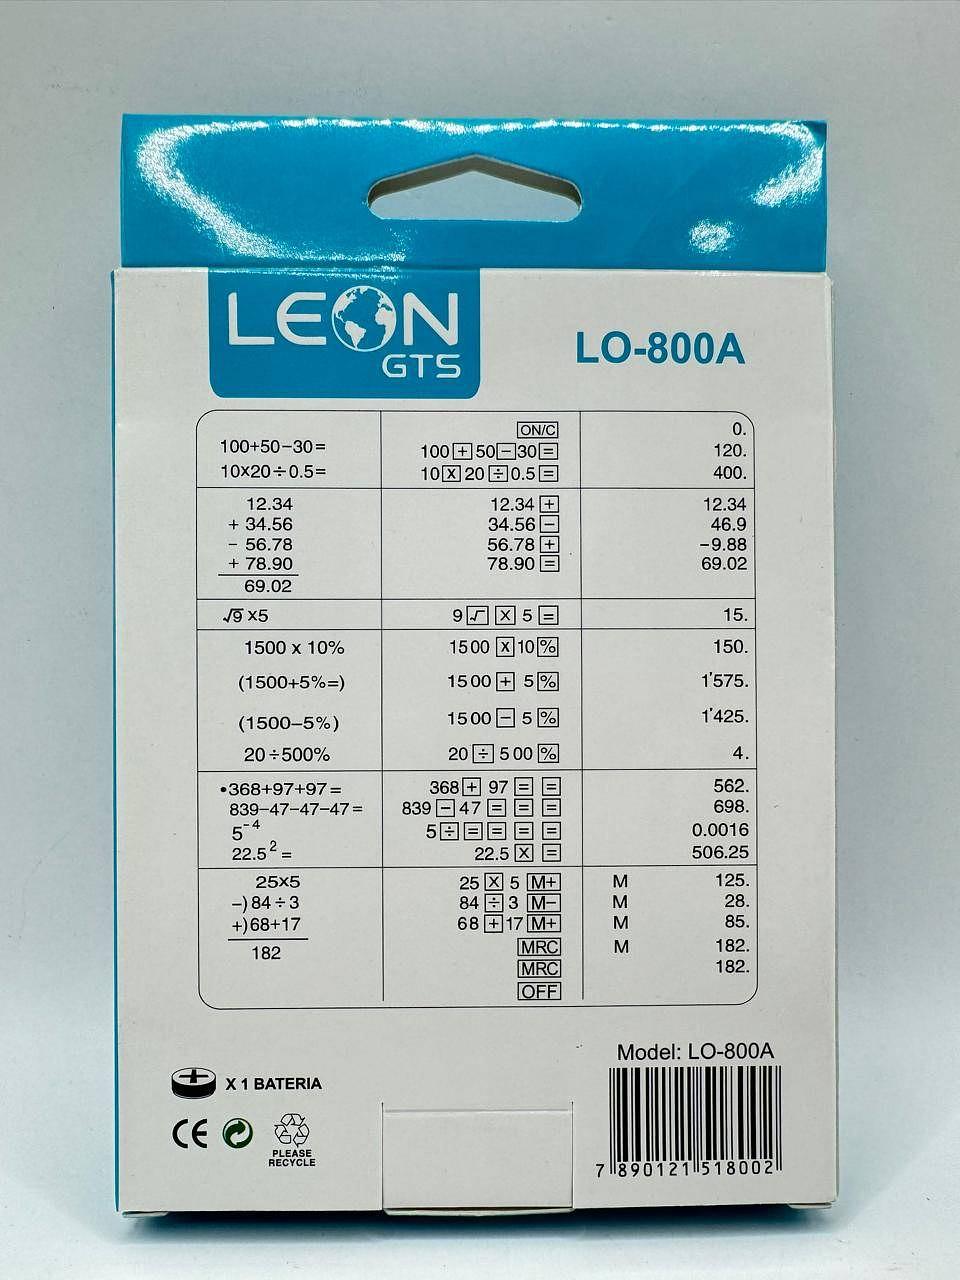 LEON
GTS
LO-800A
ON/C 0.
100+50−30= 100 + 50 − 30 = 120.
10x20÷0.5= 10 X 20 ÷ 0.5 = 400.
12.34 12.34 + 12.34
+ 34.56 34.56 − 46.9
− 56.78 56.78 + −9.88
+ 78.90 78.90 = 69.02
69.02
√9 x5 9 √ X 5 = 15.
1500 x 10% 1500 X 10 % 150.
(1500+5%=) 1500 + 5 % 1'575.
(1500−5%) 1500 − 5 % 1'425.
20÷500% 20 ÷ 500 % 4.
•368+97+97= 368 + 97 = = 562.
839−47−47−47= 839 − 47 = = = 698.
5⁻⁴ 5 ÷ = = = = = 0.0016
22.5² = 22.5 X = 506.25
25x5 25 X 5 M+ M 125.
−)84÷3 84 ÷ 3 M− M 28.
+)68+17 68 + 17 M+ M 85.
182 MRC M 182.
MRC 182.
OFF
Model: LO-800A
X 1 BATERIA
CE
PLEASE
RECYCLE
7 890121 518002